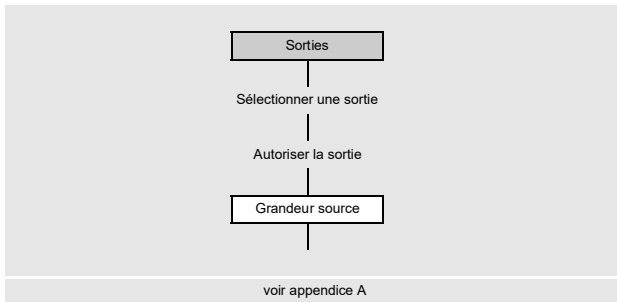 Sorties
Sélectionner une sortie
Autoriser la sortie
Grandeur source
voir appendice A